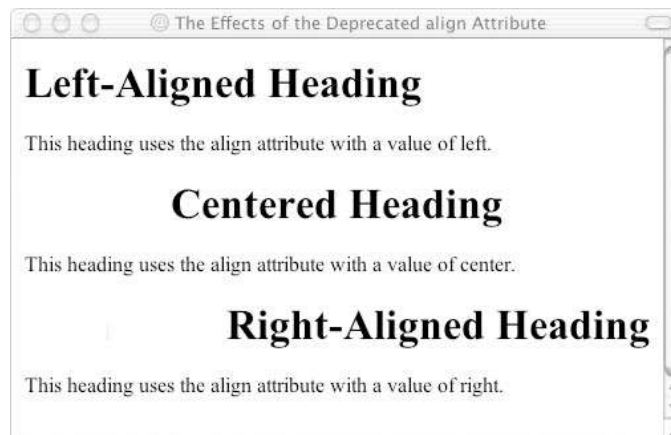 The Effects of the Deprecated align Attribute
Left-Aligned Heading
This heading uses the align attribute with a value of left.
Centered Heading
This heading uses the align attribute with a value of center.
Right-Aligned Heading
This heading uses the align attribute with a value of right.